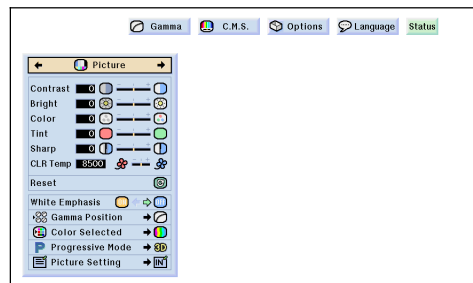 Gamma C.M.S. Options Language Status
Picture
Contrast 0
Bright 0
Color 0
Tint 0
Sharp 0
CLR Temp 8500
Reset
White Emphasis
Gamma Position
Color Selected
P Progressive Mode 3D
Picture Setting IN